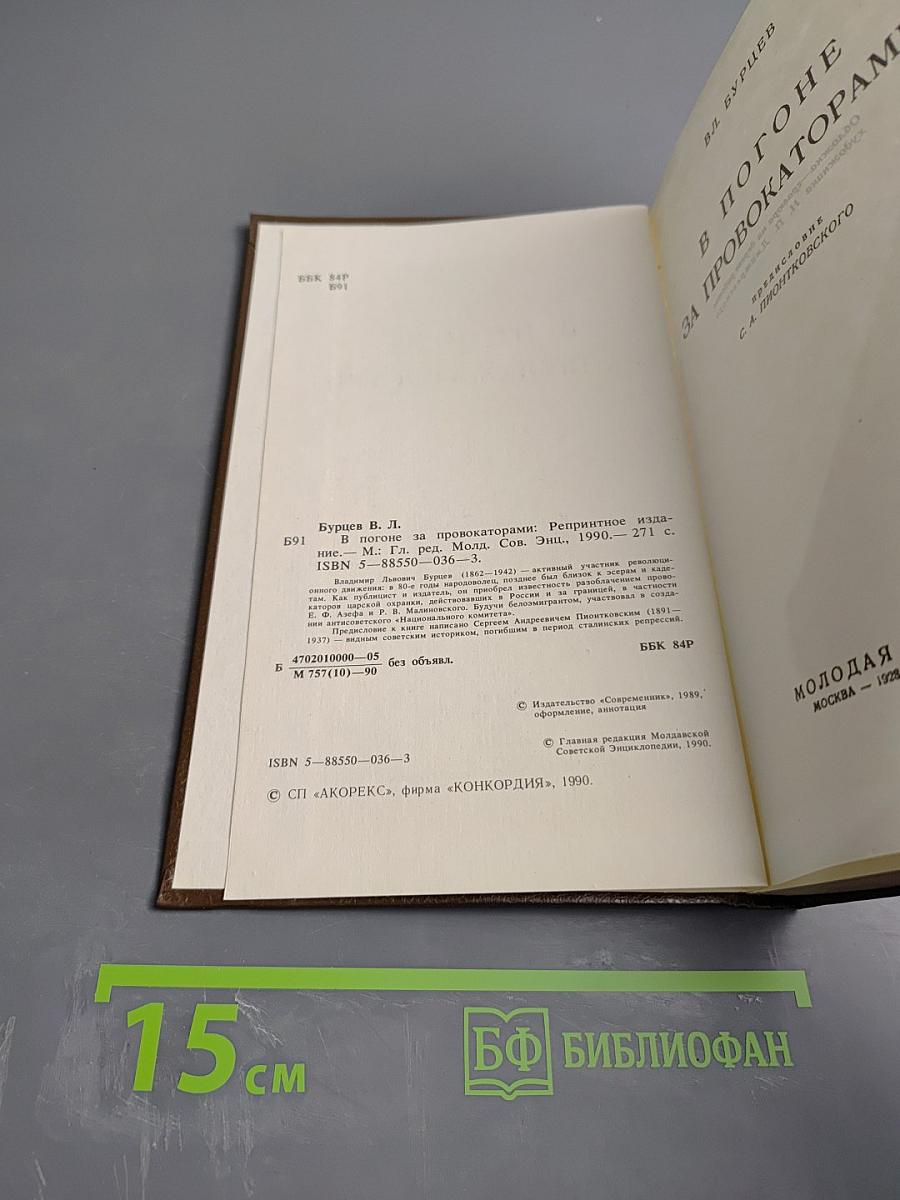 ББК 84Р
Б91
Бурцев В. Л.
Б91 В погоне за провокаторами: Репринтное изда-
ние.— М.: Гл. ред. Молд. Сов. Энц., 1990.— 271 с.
ISBN 5—88550—036—3.
Владимир Львович Бурцев (1862—1942) — активный участник революци-
онного движения: в 80-е годы народоволец, позднее был близок к эсерам и каде-
там. Как публицист и издатель, он приобрел известность разоблачением прово-
каторов царской охранки, действовавших в России и за границей, в частности
Е. Ф. Азефа и Р. В. Малиновского. Будучи белоэмигрантом, участвовал в созда-
нии антисоветского «Национального комитета».
Предисловие к книге написано Сергеем Андреевичем Пионтковским (1891—
1937) — видным советским историком, погибшим в период сталинских репрессий.
Б 4702010000—05
М 757(10)—90 без объявл.
ББК 84Р
© Издательство «Современник», 1989,
оформление, аннотация
© Главная редакция Молдавской
Советской Энциклопедии, 1990.
ISBN 5—88550—036—3
© СП «АКОРЕКС», фирма «КОНКОРДИЯ», 1990.
ВЛ. БУРЦЕВ
В ПОГОНЕ
ЗА ПРОВОКАТОРАМИ
ПРЕДИСЛОВИЕ
С. А. ПИОНТКОВСКОГО
МОЛОДАЯ
МОСКВА — 1928
15 см
БФ БИБЛИОФАН